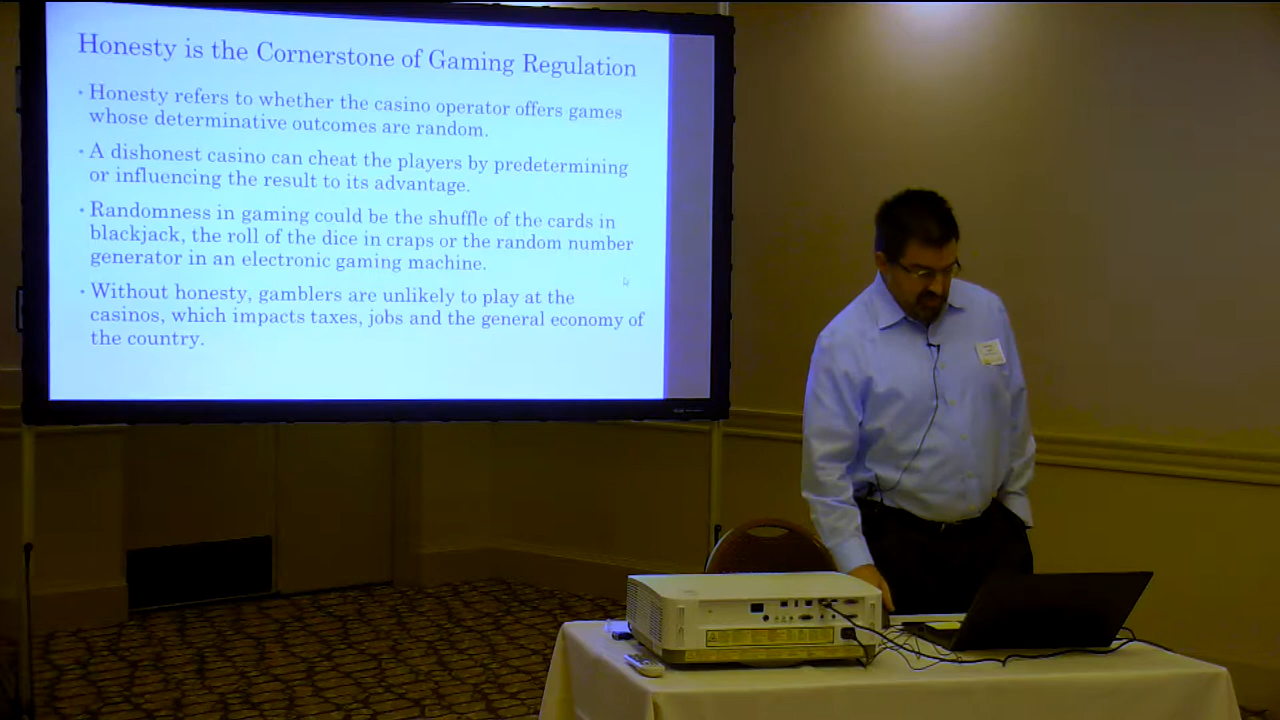 Honesty is the Cornerstone of Gaming Regulation
• Honesty refers to whether the casino operator offers games
whose determinative outcomes are random.
• A dishonest casino can cheat the players by predetermining
or influencing the result to its advantage.
• Randomness in gaming could be the shuffle of the cards in
blackjack, the roll of the dice in craps or the random number
generator in an electronic gaming machine.
• Without honesty, gamblers are unlikely to play at the
casinos, which impacts taxes, jobs and the general economy of
the country.